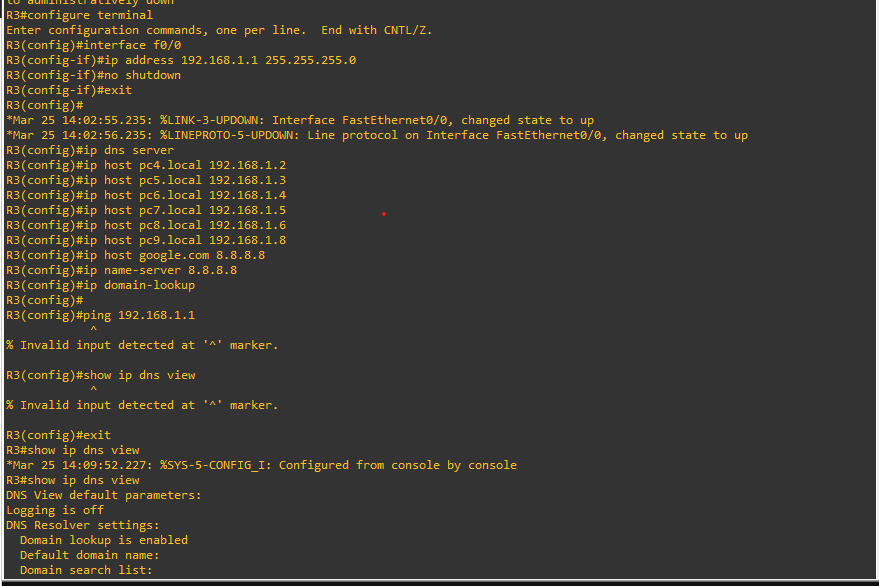 to administratively down
R3#configure terminal
Enter configuration commands, one per line.  End with CNTL/Z.
R3(config)#interface f0/0
R3(config-if)#ip address 192.168.1.1 255.255.255.0
R3(config-if)#no shutdown
R3(config-if)#exit
R3(config)#
*Mar 25 14:02:55.235: %LINK-3-UPDOWN: Interface FastEthernet0/0, changed state to up
*Mar 25 14:02:56.235: %LINEPROTO-5-UPDOWN: Line protocol on Interface FastEthernet0/0, changed state to up
R3(config)#ip dns server
R3(config)#ip host pc4.local 192.168.1.2
R3(config)#ip host pc5.local 192.168.1.3
R3(config)#ip host pc6.local 192.168.1.4
R3(config)#ip host pc7.local 192.168.1.5
R3(config)#ip host pc8.local 192.168.1.6
R3(config)#ip host pc9.local 192.168.1.8
R3(config)#ip host google.com 8.8.8.8
R3(config)#ip name-server 8.8.8.8
R3(config)#ip domain-lookup
R3(config)#
R3(config)#ping 192.168.1.1
            ^
% Invalid input detected at '^' marker.

R3(config)#show ip dns view
            ^
% Invalid input detected at '^' marker.

R3(config)#exit
R3#show ip dns view
*Mar 25 14:09:52.227: %SYS-5-CONFIG_I: Configured from console by console
R3#show ip dns view
DNS View default parameters:
Logging is off
DNS Resolver settings:
  Domain lookup is enabled
  Default domain name:
  Domain search list: